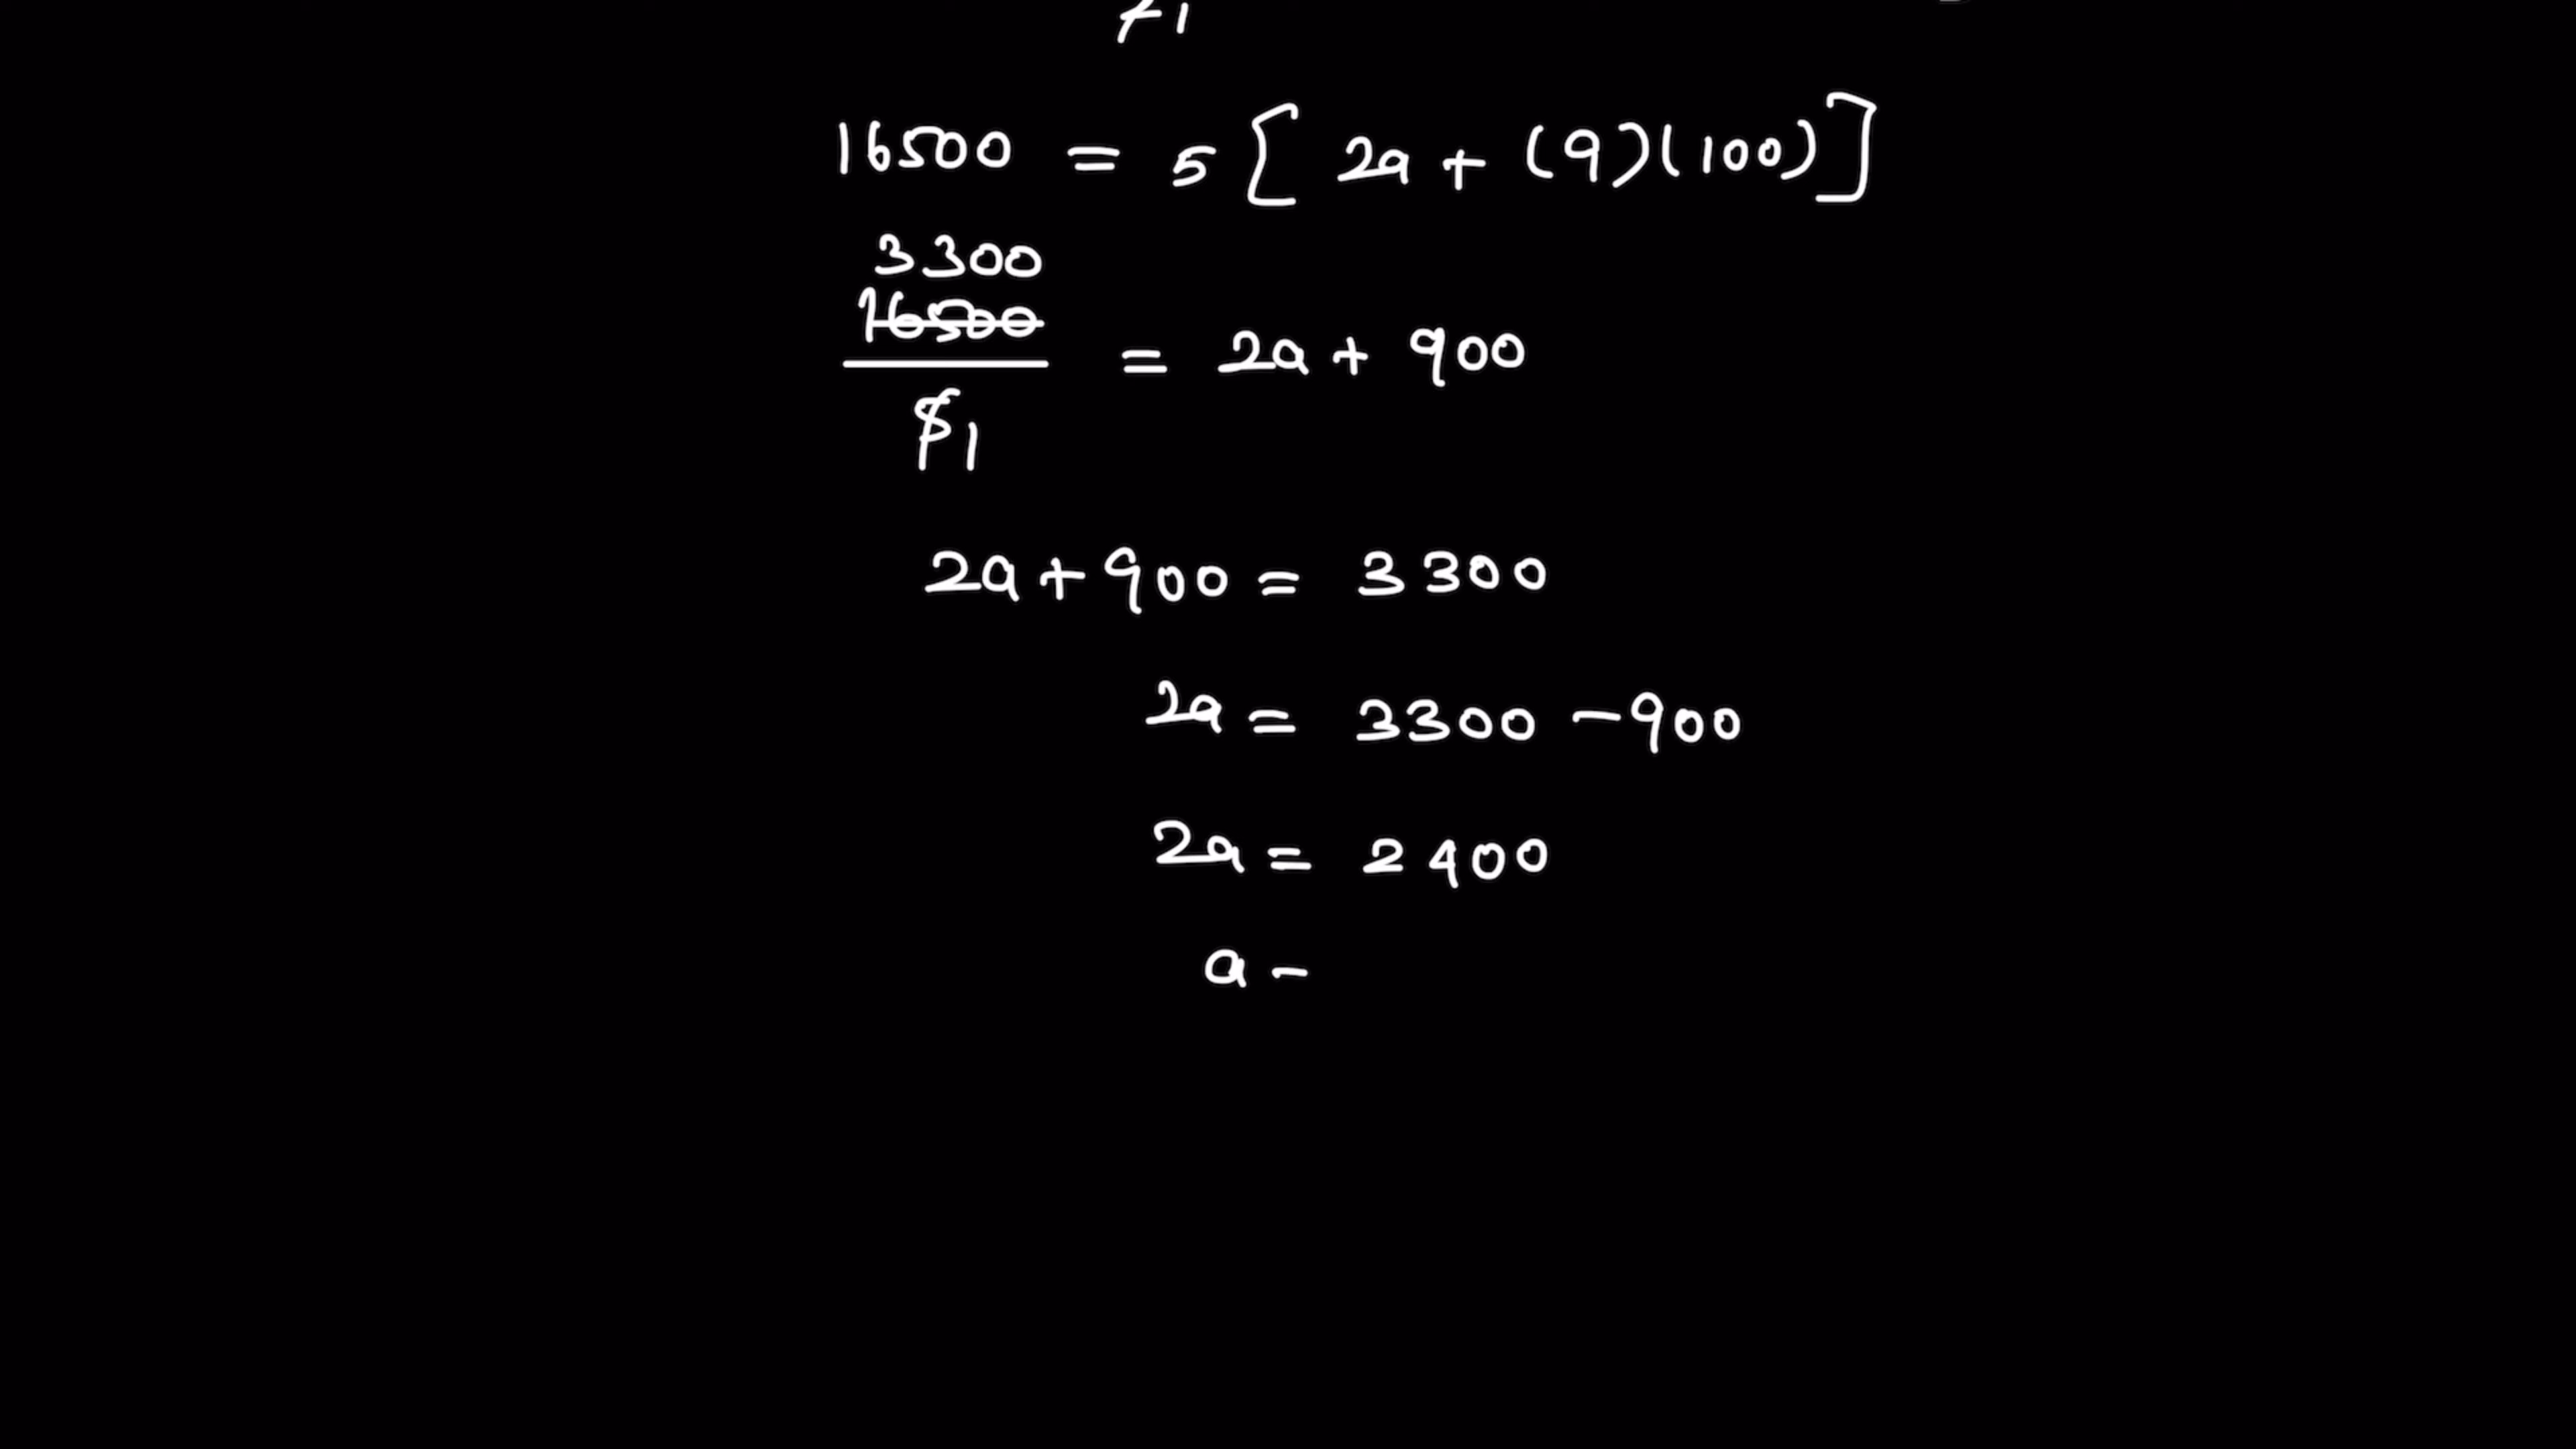 16500 = 5 [ 2a + (9)(100) ]
3300
16500
= 2a + 900
5 1
2a + 900 = 3300
2a = 3300 - 900
2a = 2400
a -